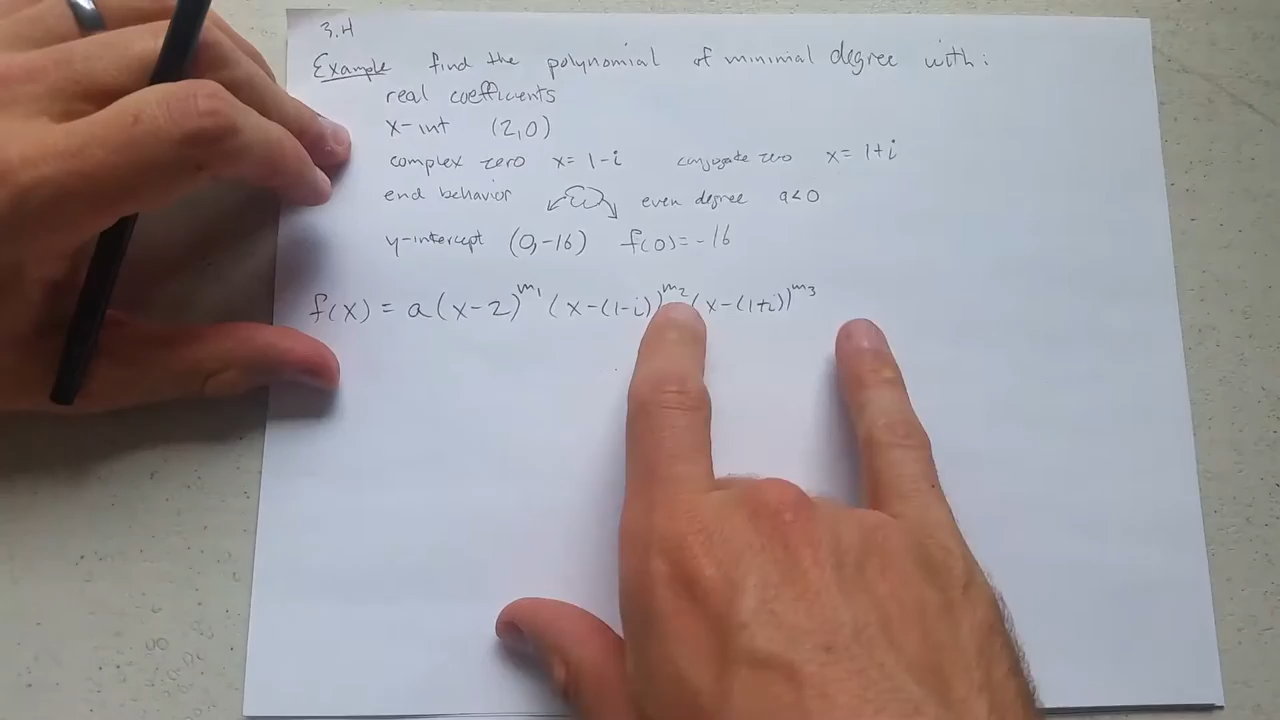 3.4
Example find the polynomial of minimal degree with:
real coefficients
x-int (2,0)
complex zero x= 1-i conjugate zero x= 1+i
end behavior even degree a<0
y-intercept (0,-16) f(0)=-16
f(x) = a(x-2)^m₁ (x-(1-i))^m₂ (x-(1+i))^m₃